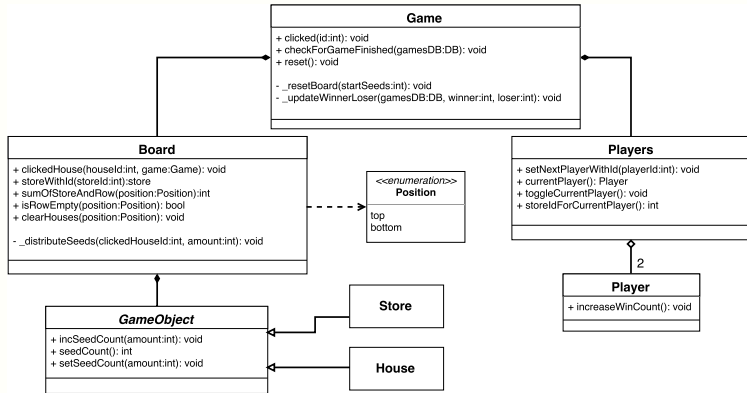 Game
+ clicked(id:int): void
+ checkForGameFinished(gamesDB:DB): void
+ reset(): void
- _resetBoard(startSeeds:int): void
- _updateWinnerLoser(gamesDB:DB, winner:int, loser:int): void
Board
+ clickedHouse(houseId:int, game:Game): void
+ storeWithId(storeId:int):store
+ sumOfStoreAndRow(position:Position):int
+ isRowEmpty(position:Position): bool
+ clearHouses(position:Position): void
- _distributeSeeds(clickedHouseId:int, amount:int): void
<<enumeration>>
Position
top
bottom
Players
+ setNextPlayerWithId(playerId:int): void
+ currentPlayer(): Player
+ toggleCurrentPlayer(): void
+ storeIdForCurrentPlayer(): int
2
Player
+ increaseWinCount(): void
GameObject
+ incSeedCount(amount:int): void
+ seedCount(): int
+ setSeedCount(amount:int): void
Store
House